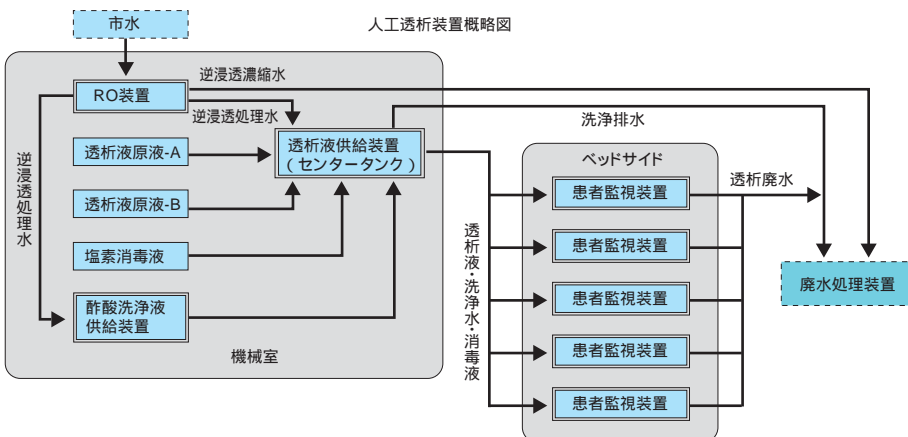 市水
人工透析装置概略図
逆浸透濃縮水
RO装置
逆浸透処理水
洗浄排水
透析液供給装置
(センタータンク)
透析液原液-A
ベッドサイド
逆浸透処理水
透析廃水
患者監視装置
透析液原液-B
透析液・洗浄水・消毒液
患者監視装置
塩素消毒液
廃水処理装置
患者監視装置
酢酸洗浄液
供給装置
患者監視装置
機械室
患者監視装置